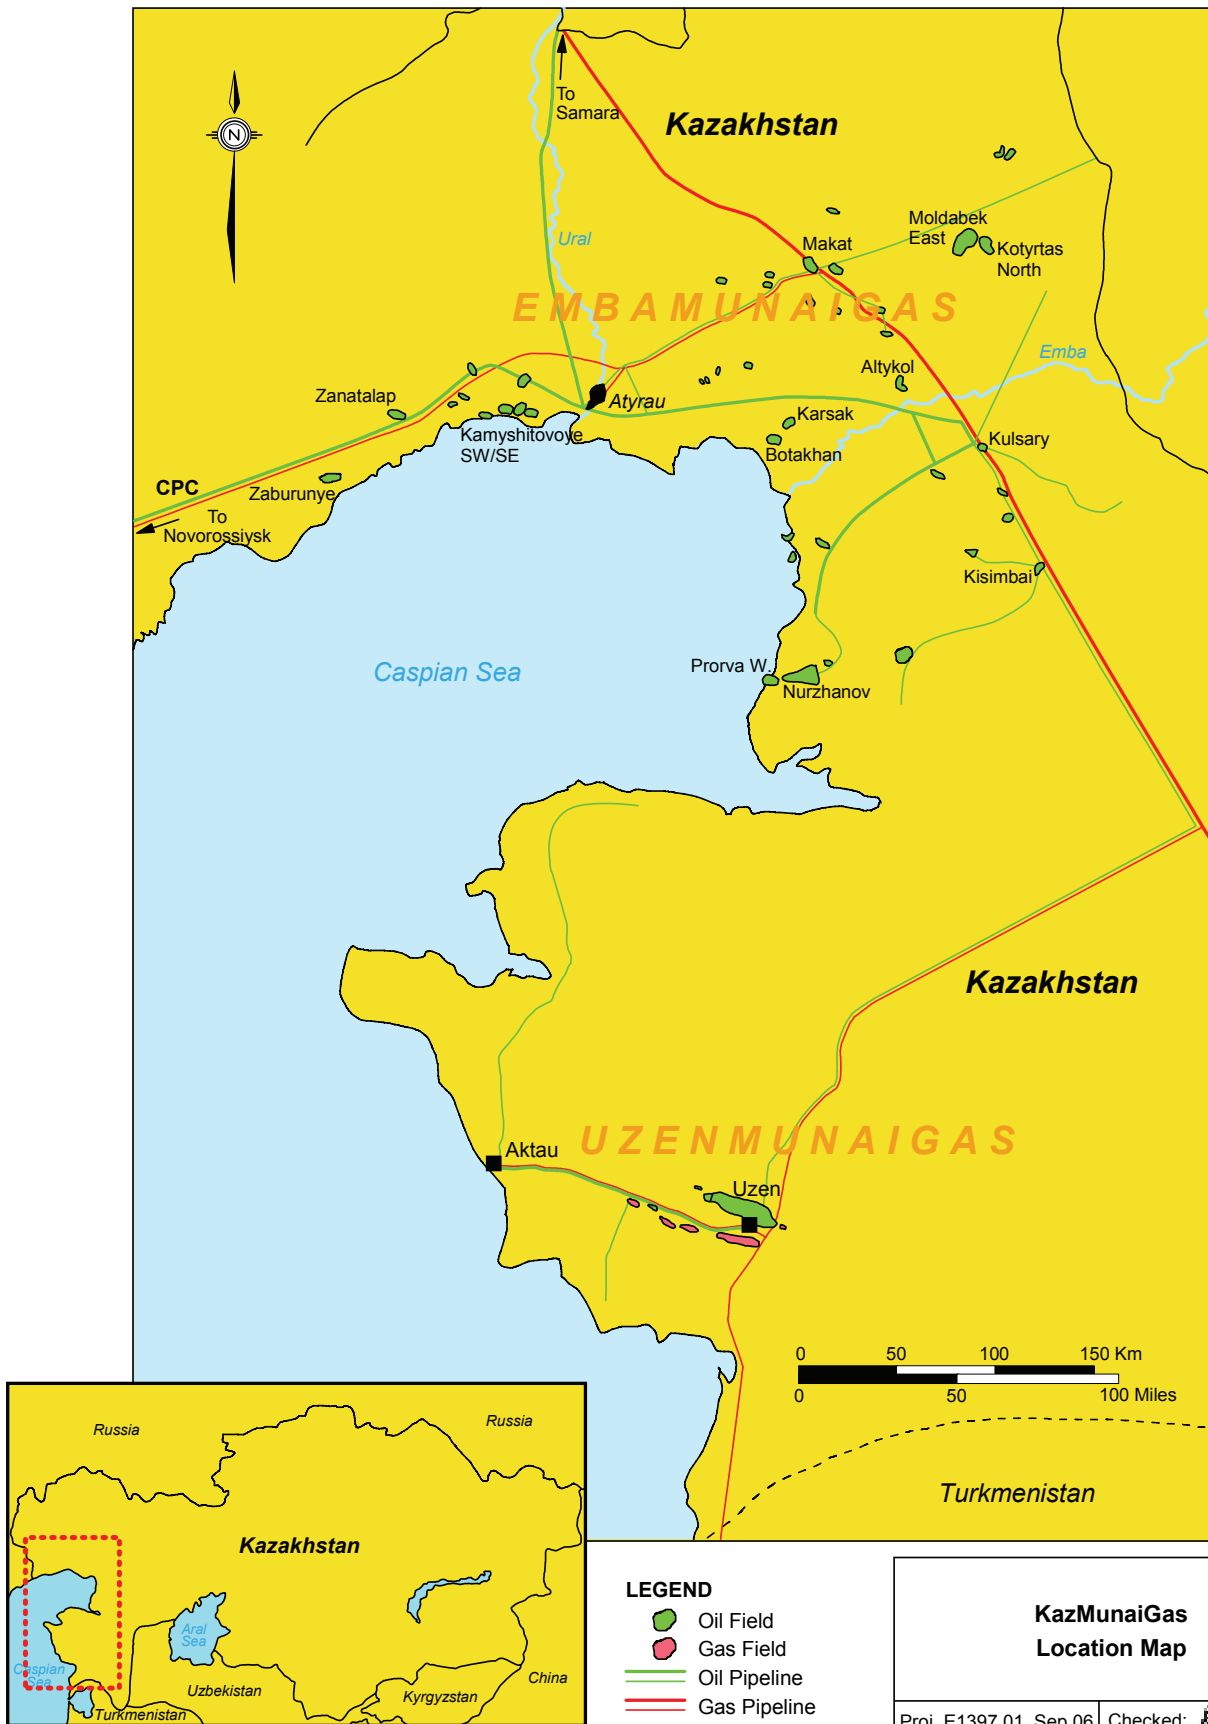 N
To
Samara
Kazakhstan
Ural
Moldabek
East
Kotyrtas
North
Makat
EMBAMUNAIGAS
Emba
Altykol
Zanatalap
Atyrau
Karsak
Kamyshitovoye
SW/SE
Botakhan
Kulsary
CPC
Zaburunye
To
Novorossiysk
Kisimbai
Caspian Sea
Prorva W.
Nurzhanov
Kazakhstan
UZENMUNAIGAS
Aktau
Uzen
0 50 100 150 Km
0 50 100 Miles
Turkmenistan
Russia
Russia
Kazakhstan
Aral
Sea
Caspian
Sea
Uzbekistan
China
Kyrgyzstan
Turkmenistan
LEGEND
Oil Field
Gas Field
Oil Pipeline
Gas Pipeline
KazMunaiGas
Location Map
Proj. E1397.01 Sep 06
Checked: